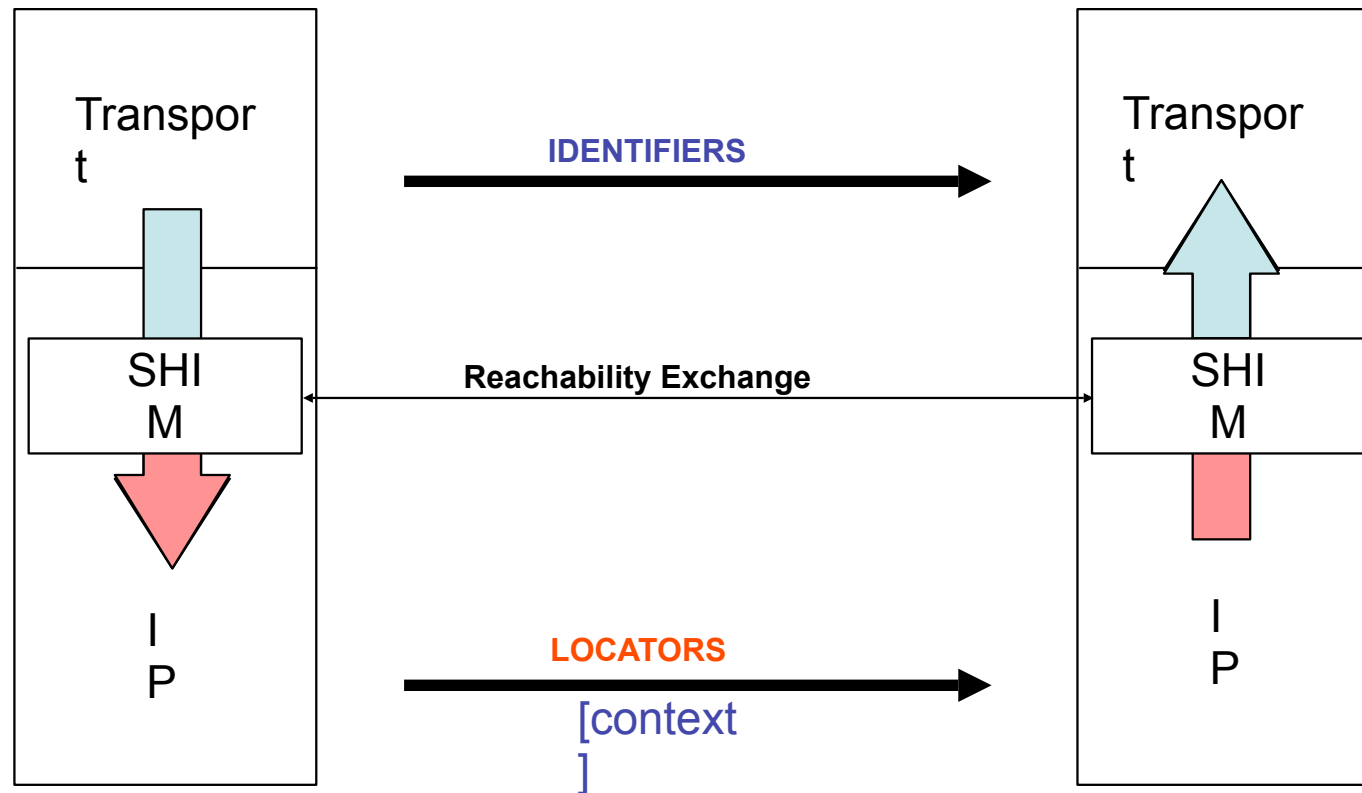 Transpor
t
IDENTIFIERS
Transpor
t
SHI
M
Reachability Exchange
SHI
M
I
P
LOCATORS
[context
]
I
P